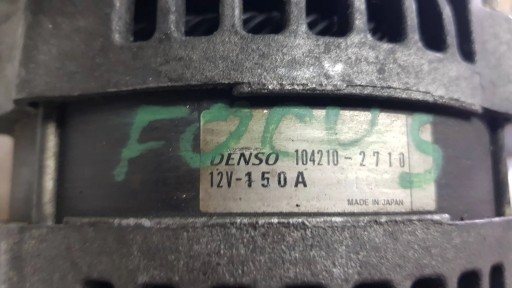 FOCUS
DENSO 104210-2710
12V-150A
MADE IN JAPAN